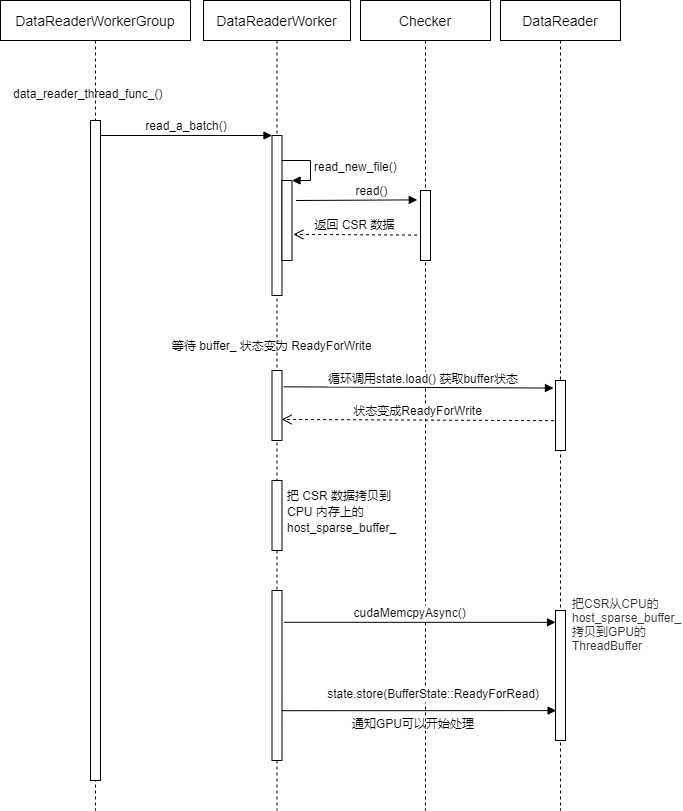 DataReaderWorkerGroup
DataReaderWorker
Checker
DataReader
data_reader_thread_func_()
read_a_batch()
read_new_file()
read()
返回 CSR 数据
等待 buffer_ 状态变为 ReadyForWrite
循环调用state.load() 获取buffer状态
状态变成ReadyForWrite
把 CSR 数据拷贝到
CPU 内存上的
host_sparse_buffer_
cudaMemcpyAsync()
把CSR从CPU的
host_sparse_buffer_
拷贝到GPU的
ThreadBuffer
state.store(BufferState::ReadyForRead)
通知GPU可以开始处理